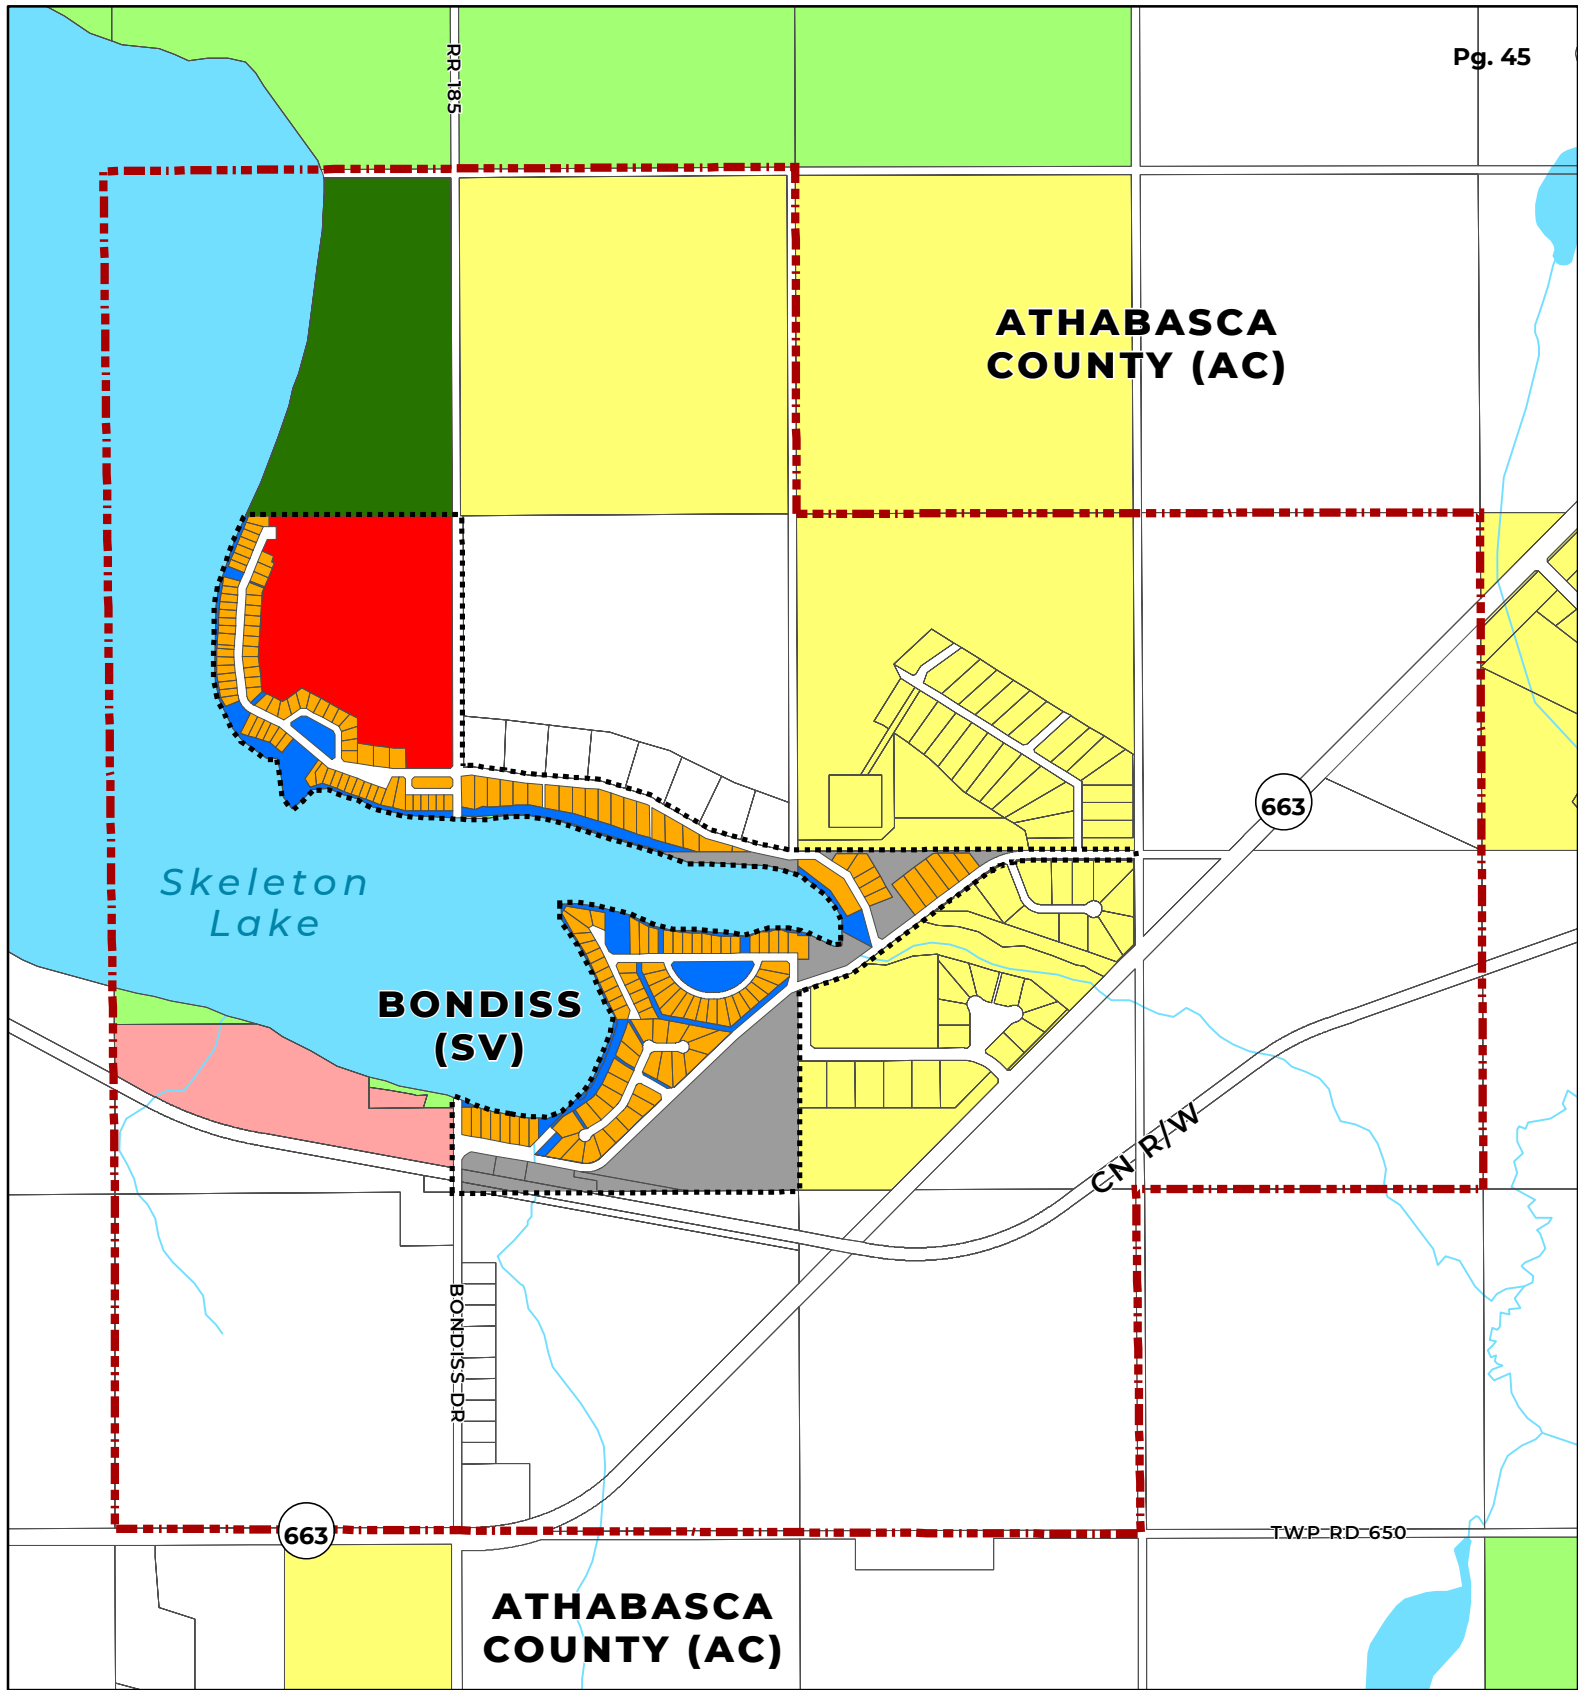 Pg. 45
RR 185
ATHABASCA
COUNTY (AC)
663
Skeleton
Lake
BONDISS
(SV)
CN R/W
BONDISS DR
663
TWP RD 650
ATHABASCA
COUNTY (AC)